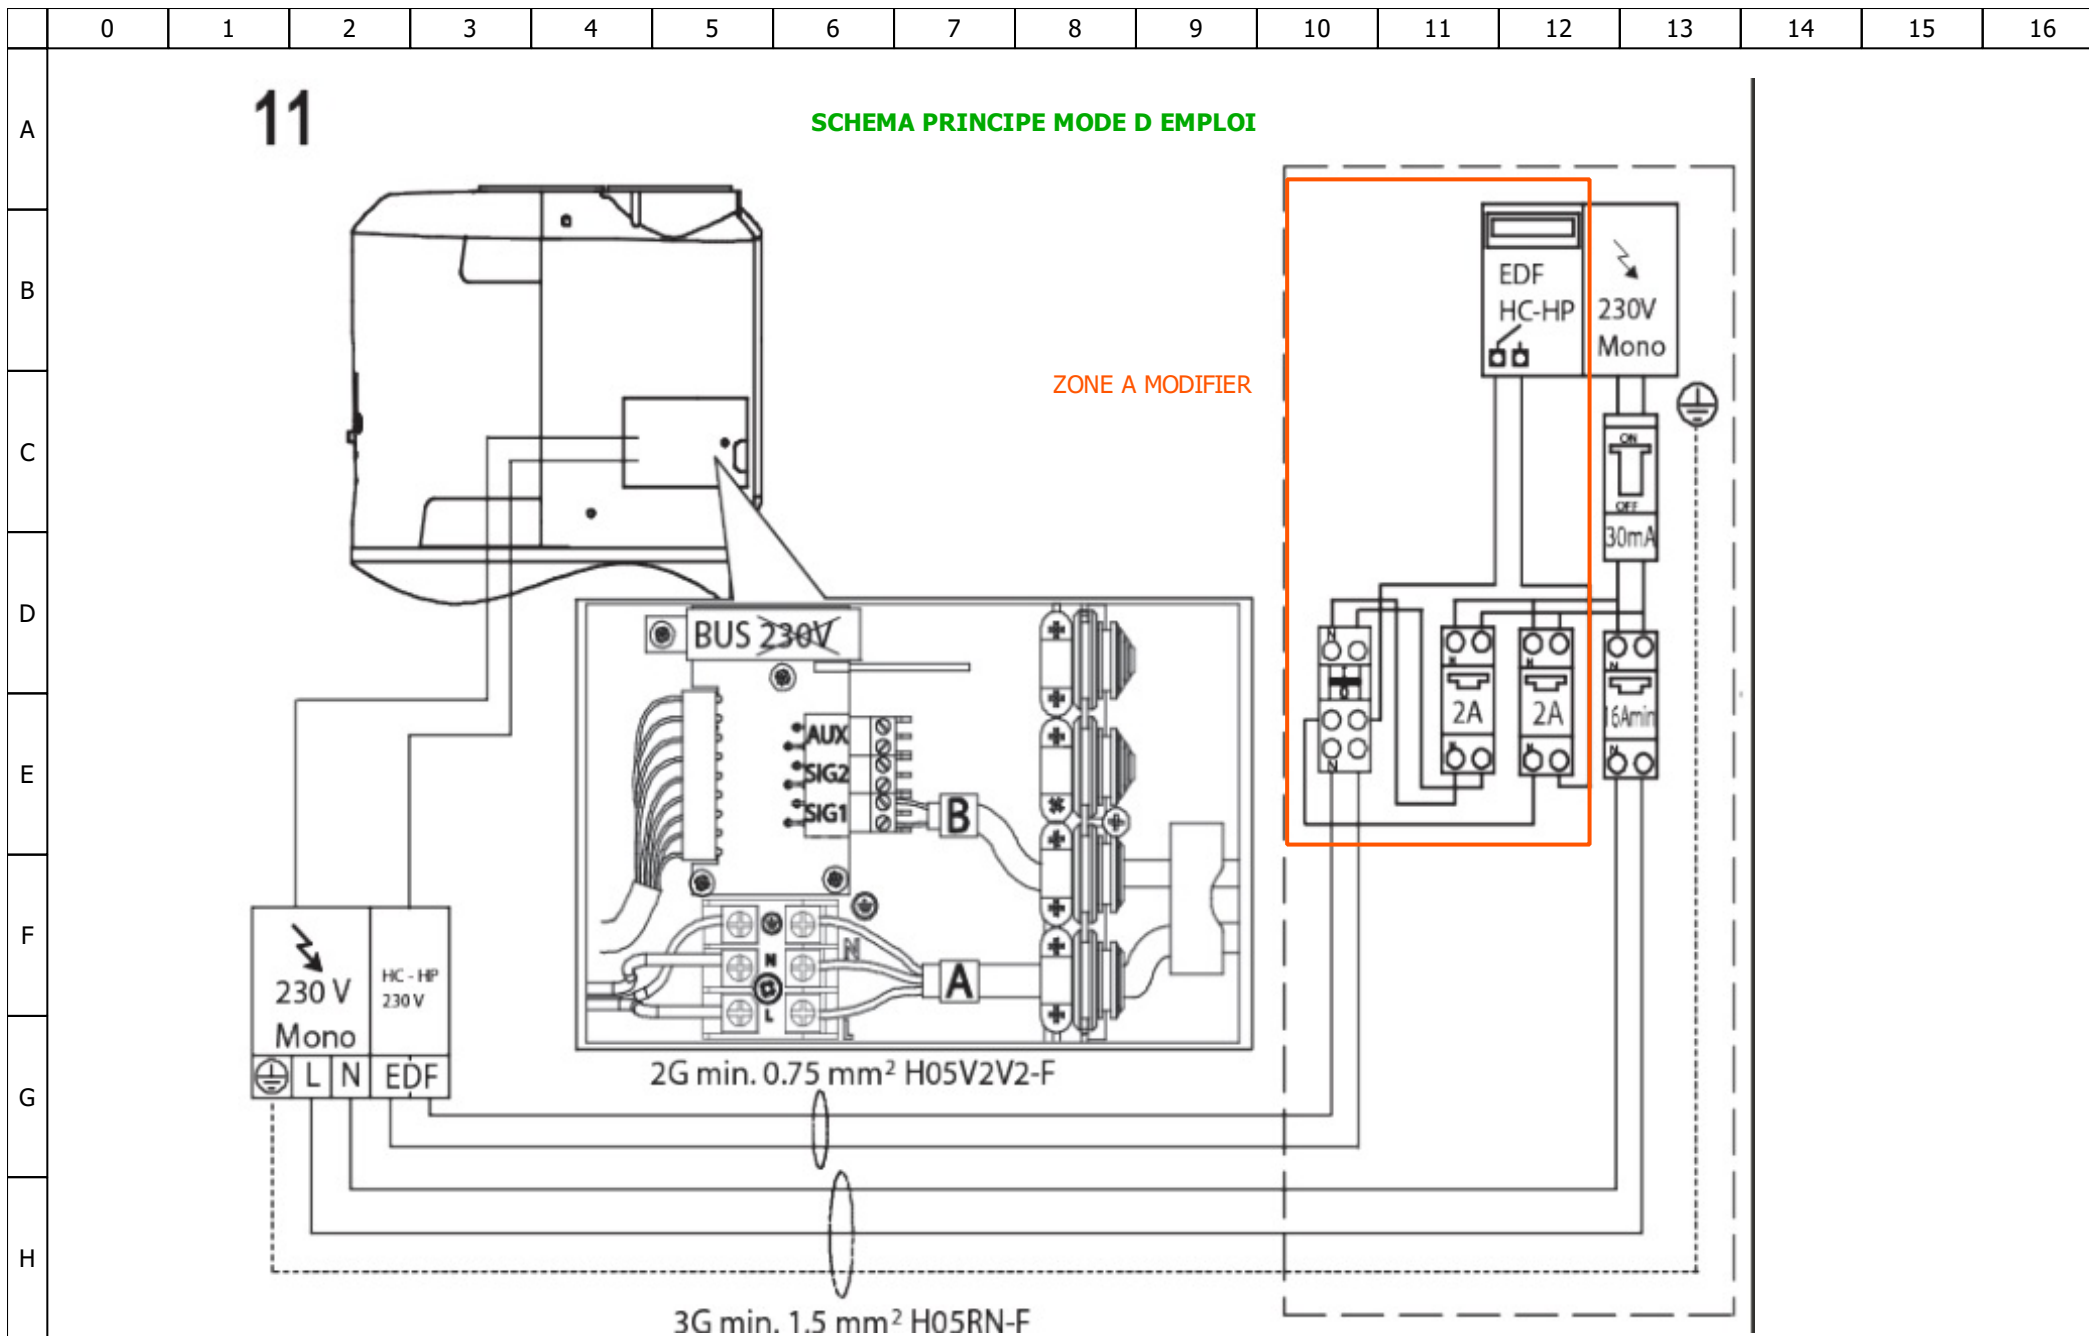 0 1 2 3 4 5 6 7 8 9 10 11 12 13 14 15 16
A
B
C
D
E
F
G
H
11
SCHEMA PRINCIPE MODE D EMPLOI
ZONE A MODIFIER
EDF
HC-HP
230V
Mono
ON
OFF
30mA
N
N
N
N
N
0
2A
2A
16Amin
N
N
N
N
BUS 230V
AUX
SIG2
SIG1
B
A
N
L
N
L
230 V
Mono
HC - HP
230 V
L N EDF
2G min. 0.75 mm² H05V2V2-F
3G min. 1.5 mm² H05RN-F